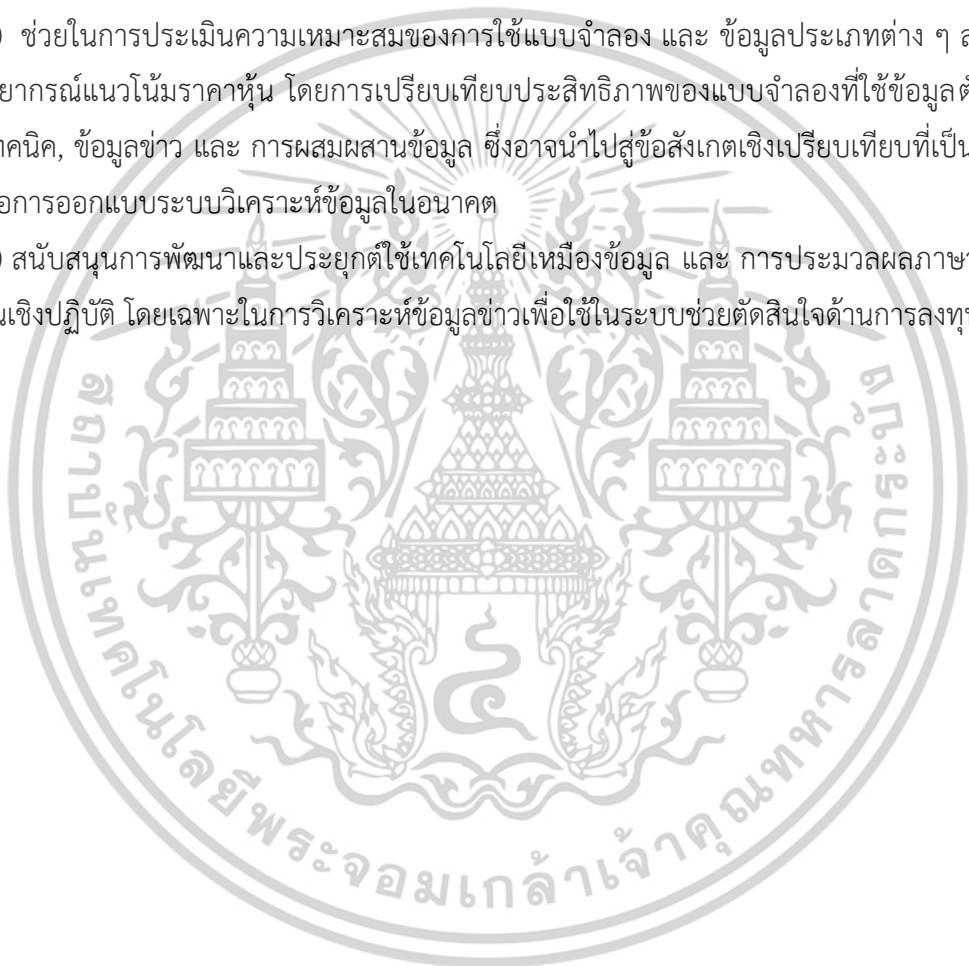 ) ช่วยในการประเมินความเหมาะสมของการใช้แบบจำลอง และ ข้อมูลประเภทต่าง ๆ
ยากรณ์แนวโน้มราคาหุ้น โดยการเปรียบเทียบประสิทธิภาพของแบบจำลองที่ใช้ข้อมูล
ทคนิค, ข้อมูลข่าว และ การผสมผสานข้อมูล ซึ่งอาจนำไปสู่ข้อสังเกตเชิงเปรียบเทียบที่เป็น
อการออกแบบระบบวิเคราะห์ข้อมูลในอนาคต
) สนับสนุนการพัฒนาและประยุกต์ใช้เทคโนโลยีเหมืองข้อมูล และ การประมวลผลภาษา
นเชิงปฏิบัติ โดยเฉพาะในการวิเคราะห์ข้อมูลข่าวเพื่อใช้ในระบบช่วยตัดสินใจด้านการลงทุ
สถาบันเทคโนโลยีพระจอมเกล้าเจ้าคุณทหารลาดกระบัง
๔